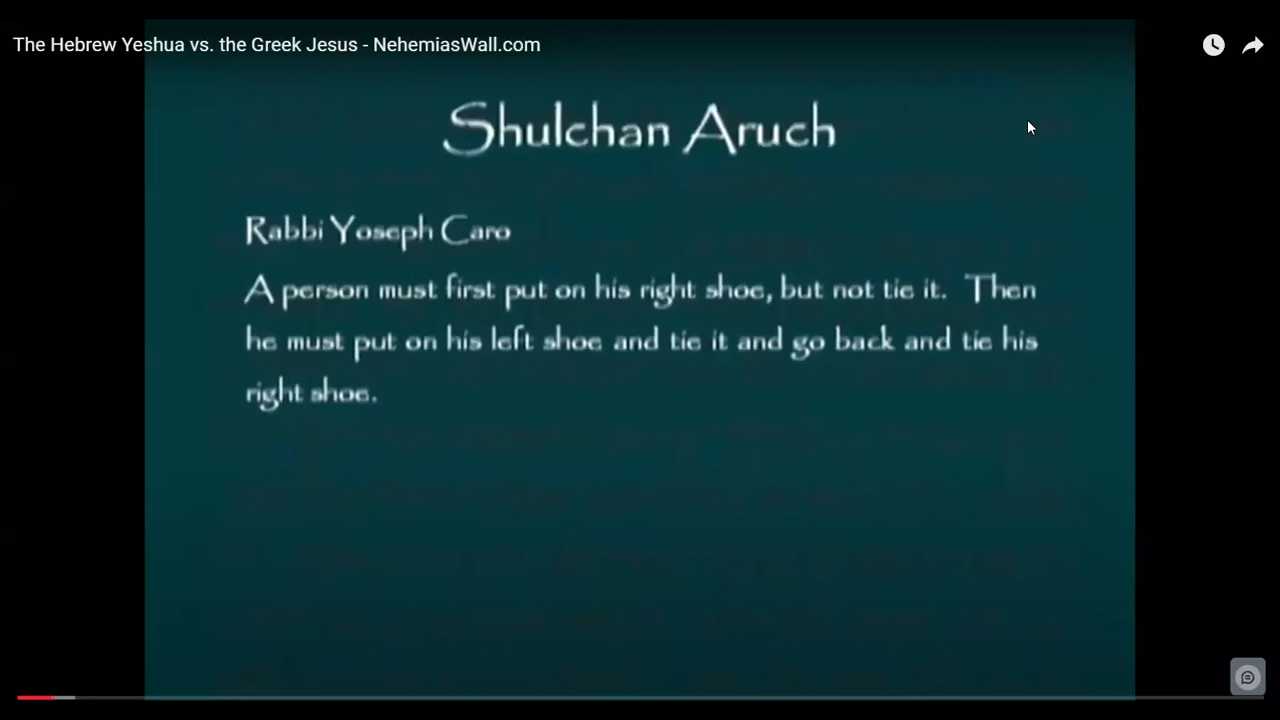 The Hebrew Yeshua vs. the Greek Jesus - NehemiasWall.com
Shulchan Aruch
Rabbi Yoseph Caro
A person must first put on his right shoe, but not tie it. Then
he must put on his left shoe and tie it and go back and tie his
right shoe.